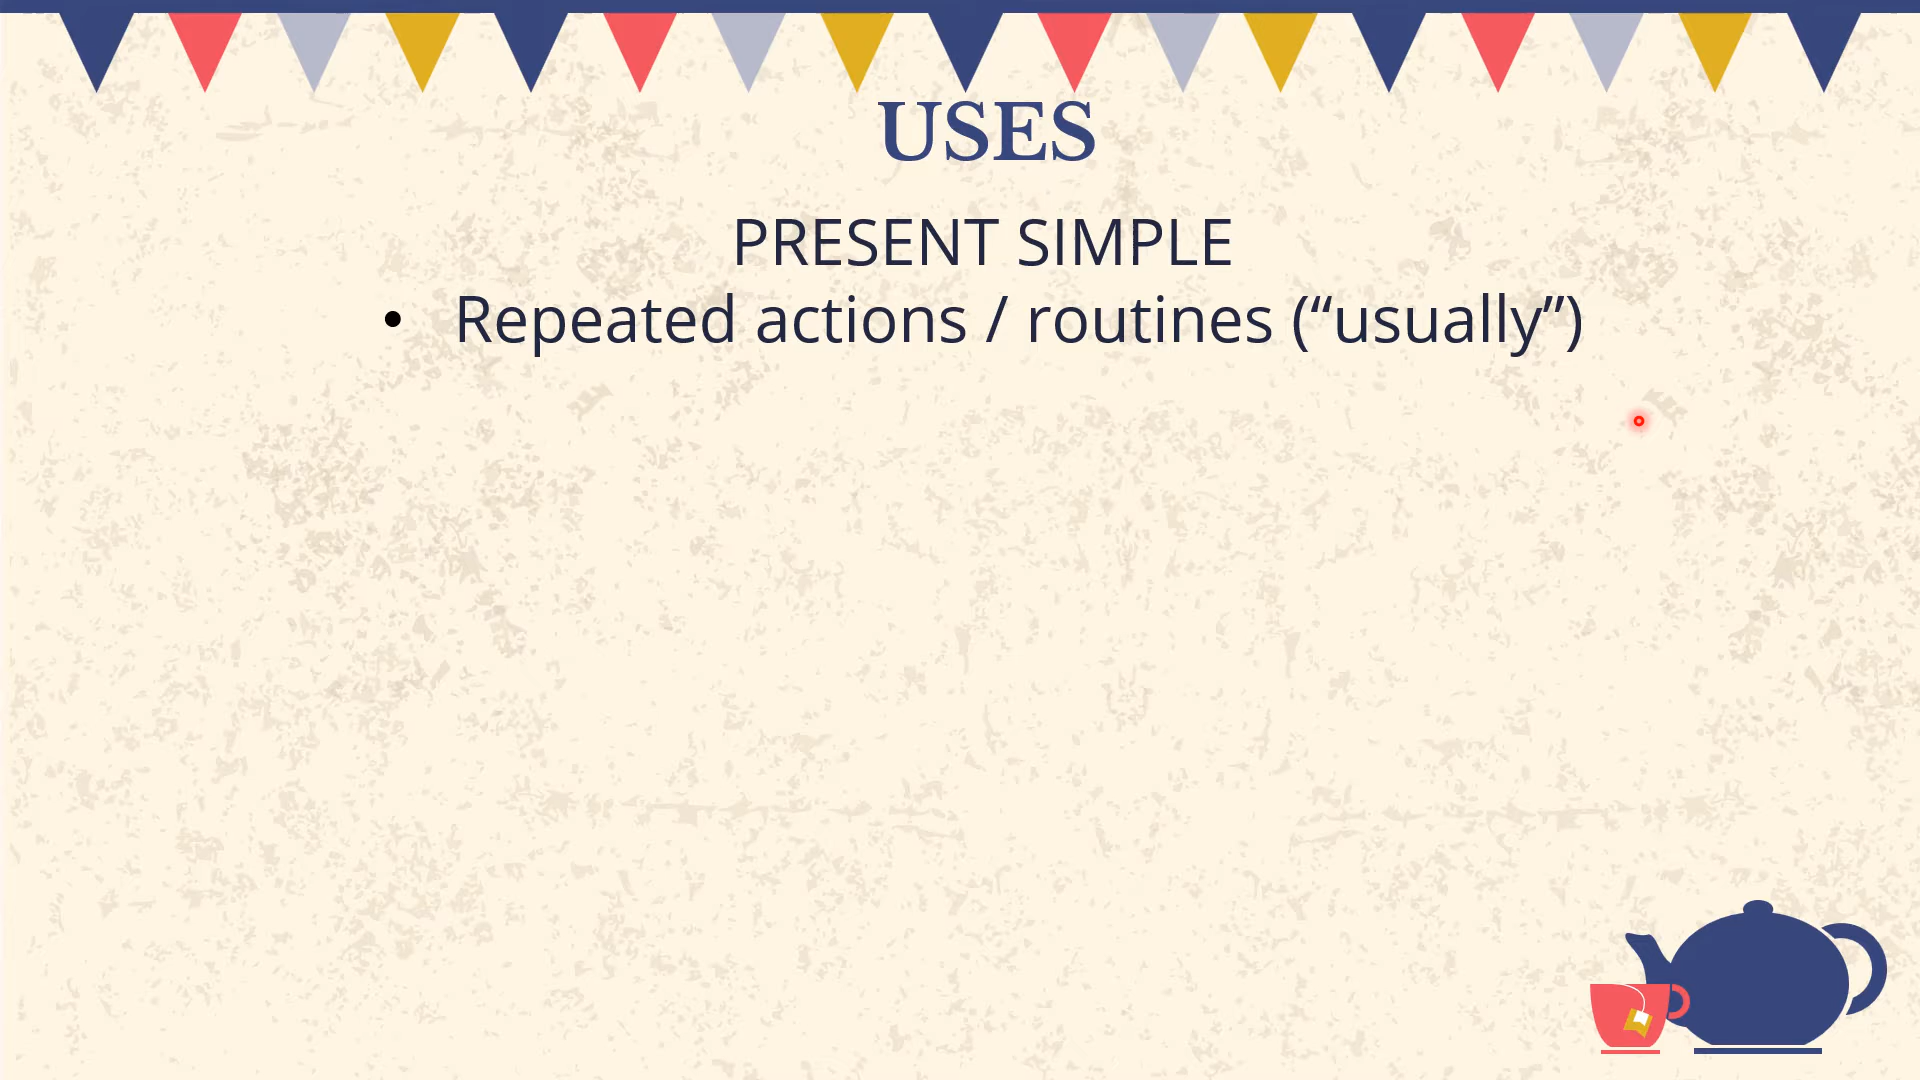 USES
PRESENT SIMPLE
• Repeated actions / routines (“usually”)